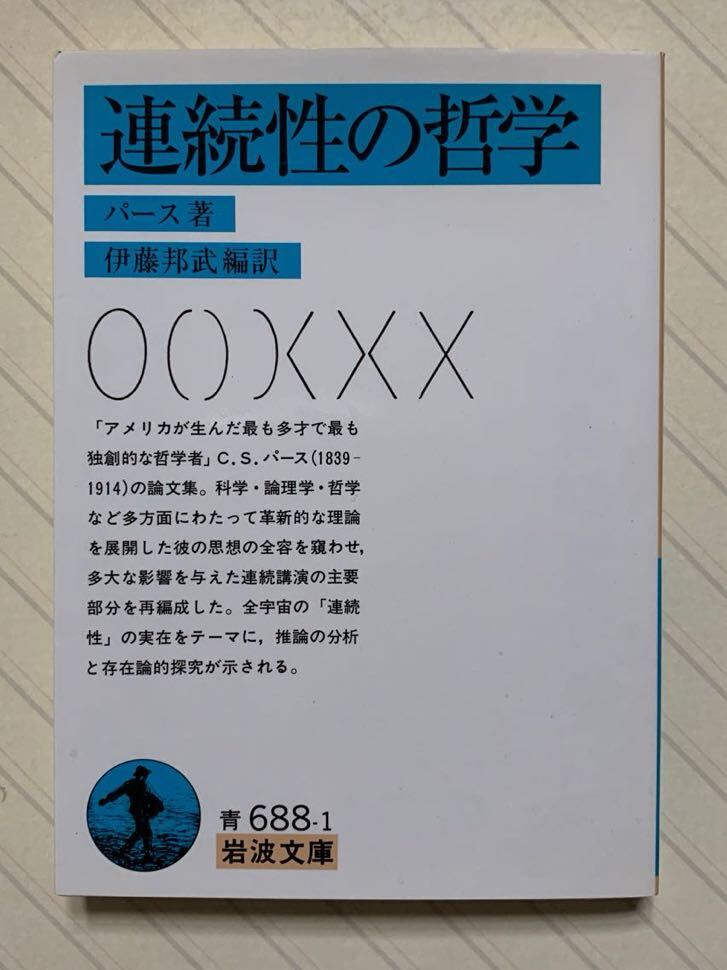 連続性の哲学
パース著
伊藤邦武編訳
「アメリカが生んだ最も多才で最も
独創的な哲学者」C.S.パース(1839–
1914)の論文集。科学・論理学・哲学
など多方面にわたって革新的な理論
を展開した彼の思想の全容を窺わせ,
多大な影響を与えた連続講演の主要
部分を再編成した。全宇宙の「連続
性」の実在をテーマに,推論の分析
と存在論的探究が示される。
青688-1
岩波文庫